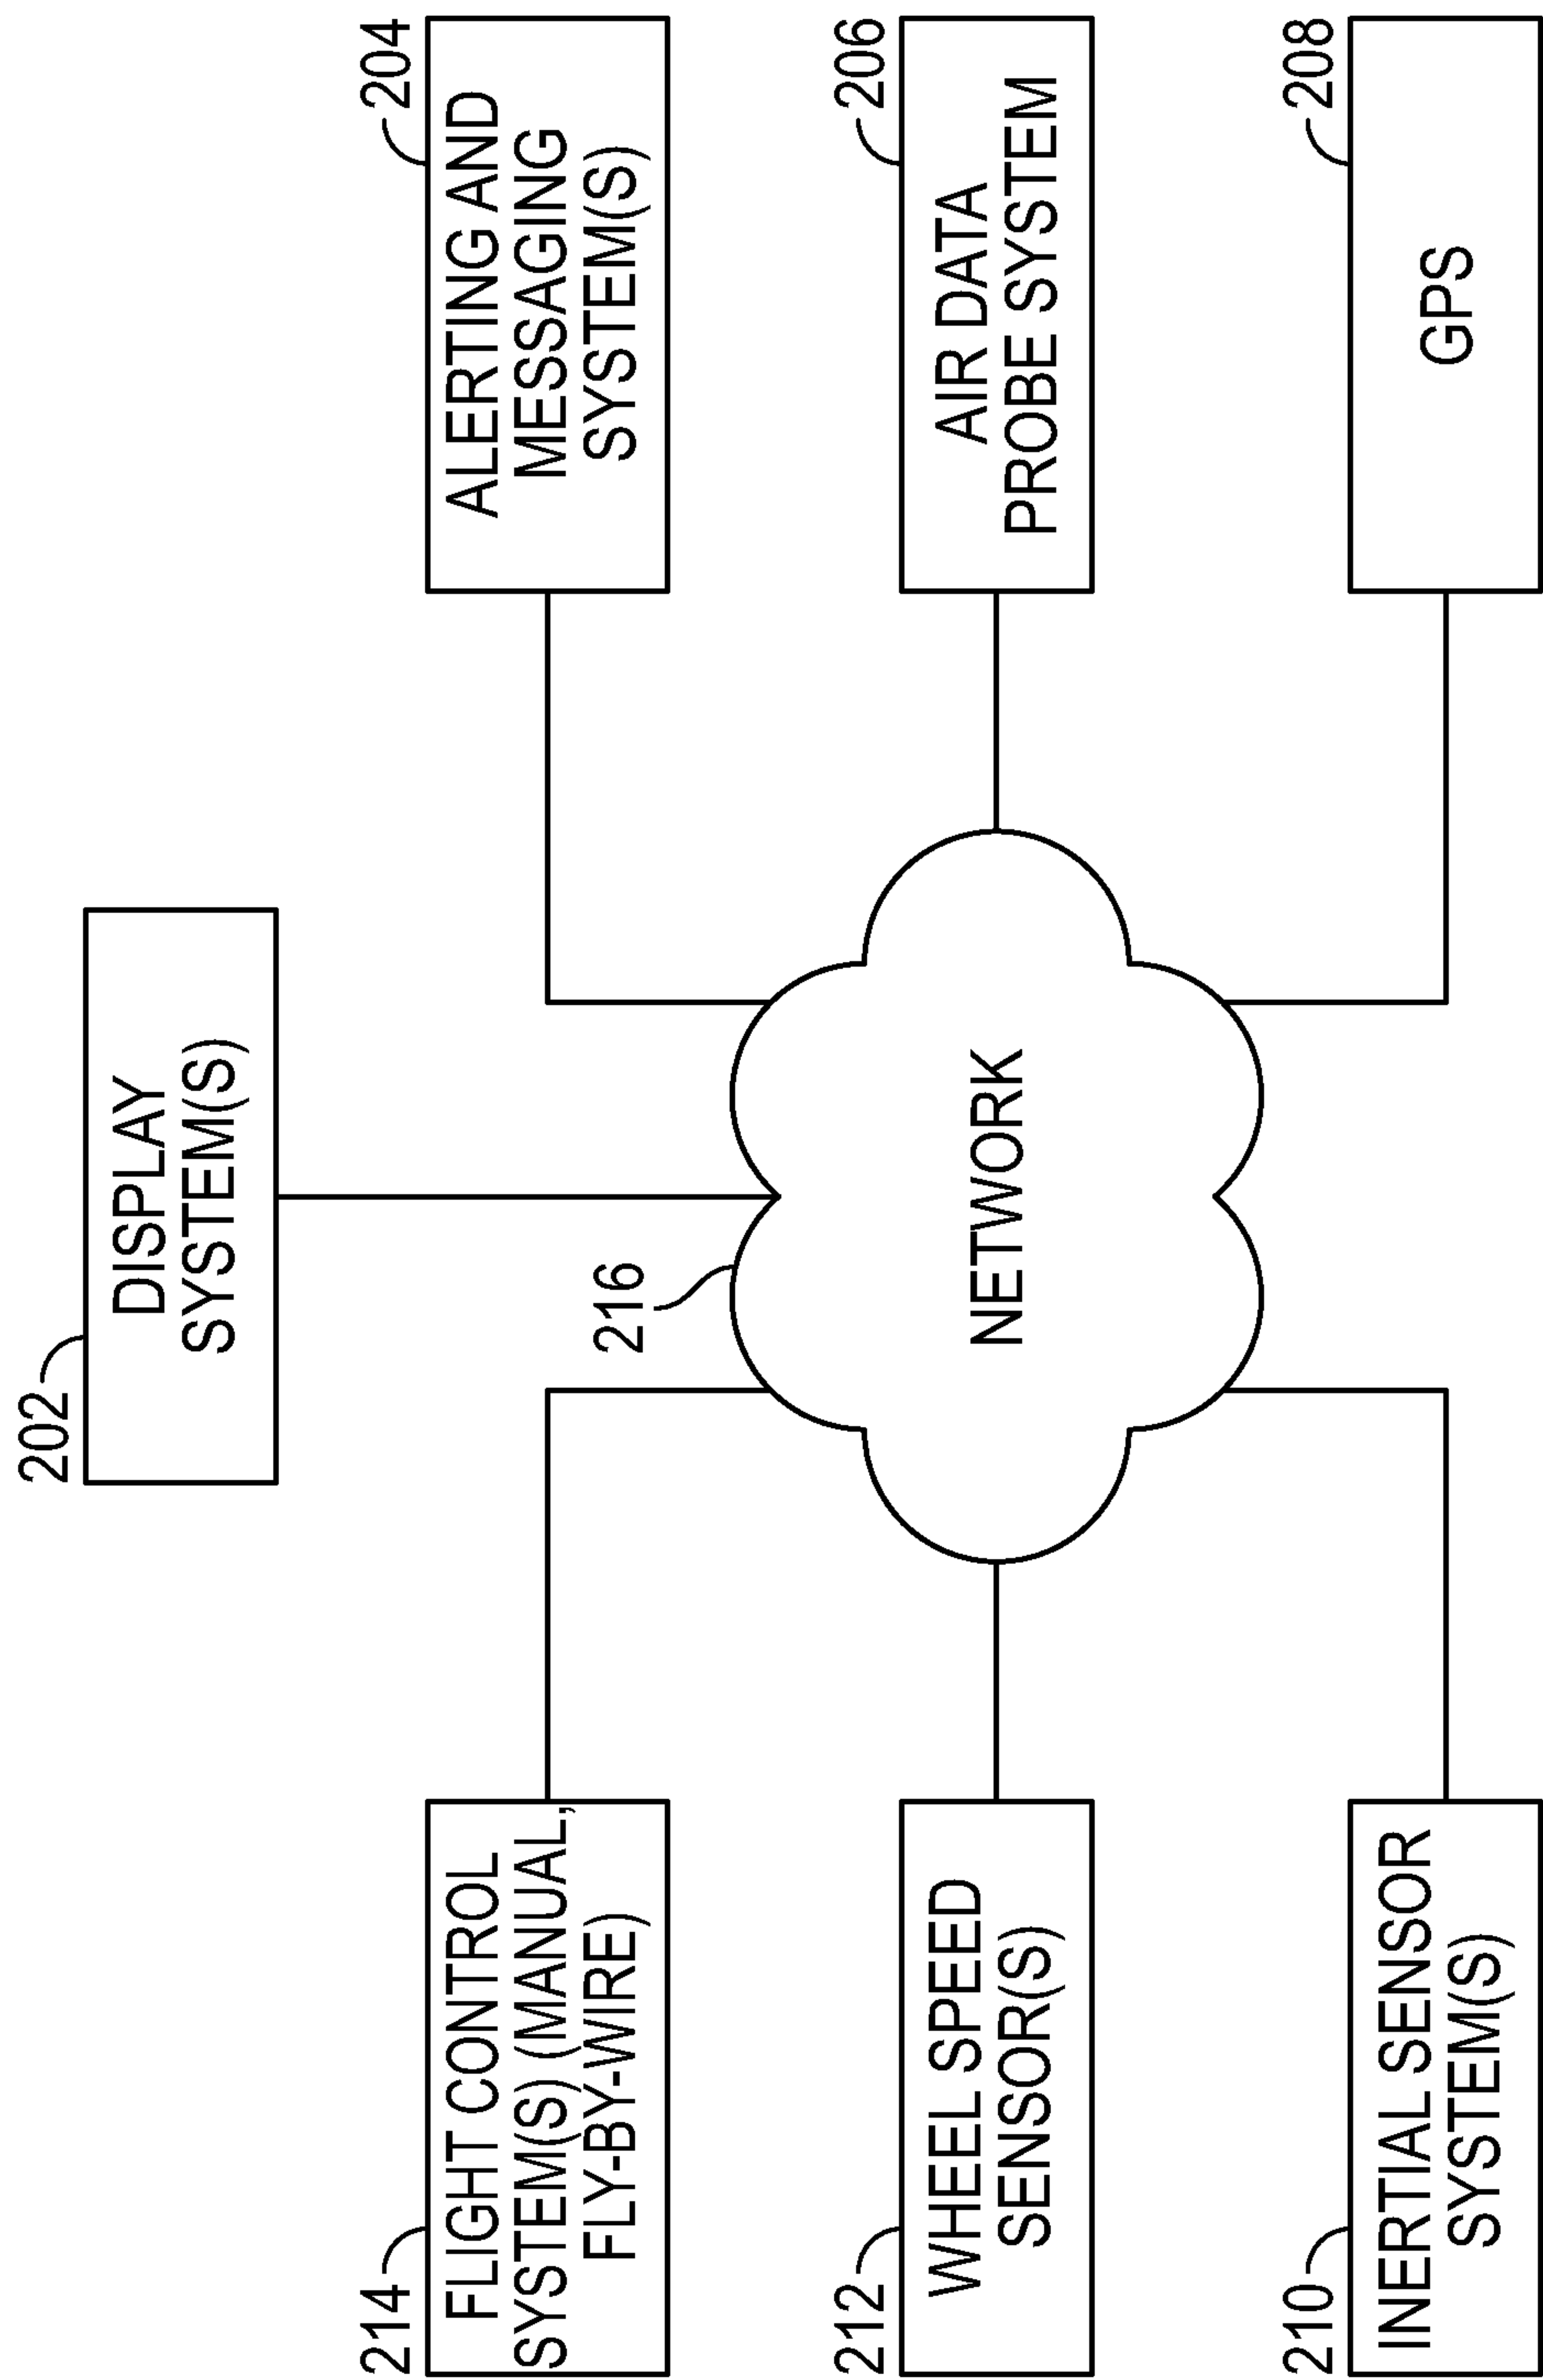 202
DISPLAY
SYSTEM(S)
214
FLIGHT CONTROL
SYSTEM(S) (MANUAL,
FLY-BY-WIRE)
204
ALERTING AND
MESSAGING
SYSTEM(S)
216
NETWORK
212
WHEEL SPEED
SENSOR(S)
206
AIR DATA
PROBE SYSTEM
210
INERTIAL SENSOR
SYSTEM(S)
208
GPS